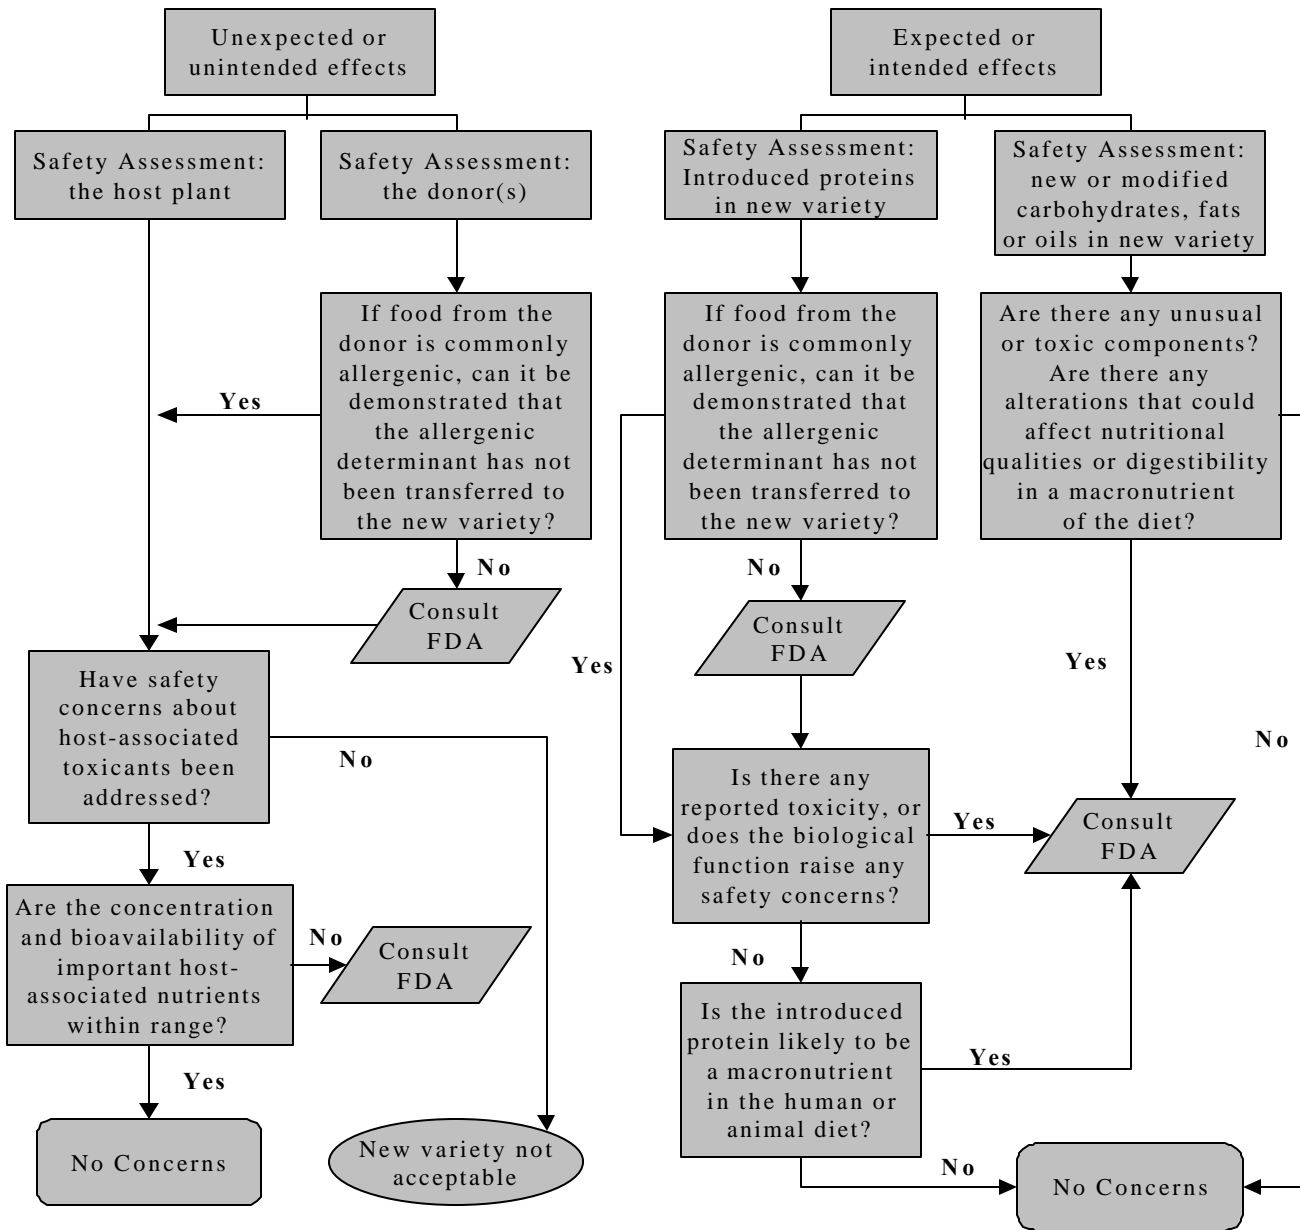 Unexpected or
unintended effects
Expected or
intended effects
Safety Assessment:
the host plant
Safety Assessment:
the donor(s)
Safety Assessment:
Introduced proteins
in new variety
Safety Assessment:
new or modified
carbohydrates, fats
or oils in new variety
If food from the
donor is commonly
allergenic, can it be
demonstrated that
the allergenic
determinant has not
been transferred to
the new variety?
Yes
No
Consult
FDA
If food from the
donor is commonly
allergenic, can it be
demonstrated that
the allergenic
determinant has not
been transferred to
the new variety?
No
Consult
FDA
Yes
Are there any unusual
or toxic components?
Are there any
alterations that could
affect nutritional
qualities or digestibility
in a macronutrient
of the diet?
Yes
No
Have safety
concerns about
host-associated
toxicants been
addressed?
No
Yes
Is there any
reported toxicity, or
does the biological
function raise any
safety concerns?
Yes
Consult
FDA
No
Are the concentration
and bioavailability of
important host-
associated nutrients
within range?
No
Consult
FDA
Yes
Is the introduced
protein likely to be
a macronutrient
in the human or
animal diet?
Yes
No
No Concerns
New variety not
acceptable
No Concerns